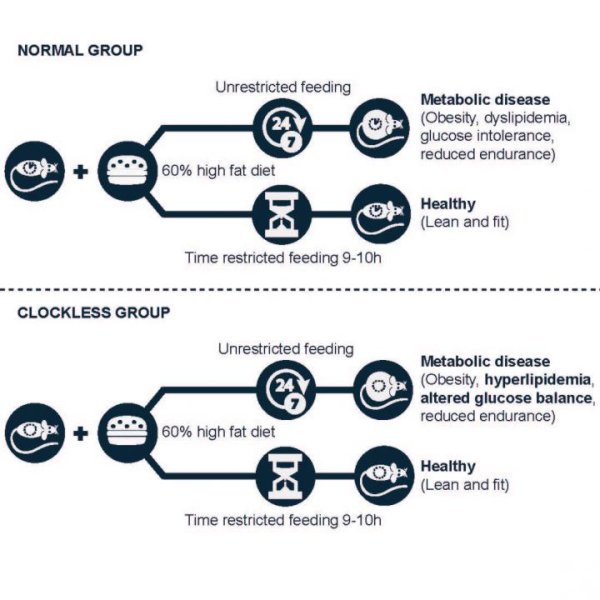 NORMAL GROUP
Unrestricted feeding
24
7
Metabolic disease
(Obesity, dyslipidemia,
glucose intolerance,
reduced endurance)
60% high fat diet
Healthy
(Lean and fit)
Time restricted feeding 9-10h
CLOCKLESS GROUP
Unrestricted feeding
24
7
Metabolic disease
(Obesity, hyperlipidemia,
altered glucose balance,
reduced endurance)
60% high fat diet
Healthy
(Lean and fit)
Time restricted feeding 9-10h